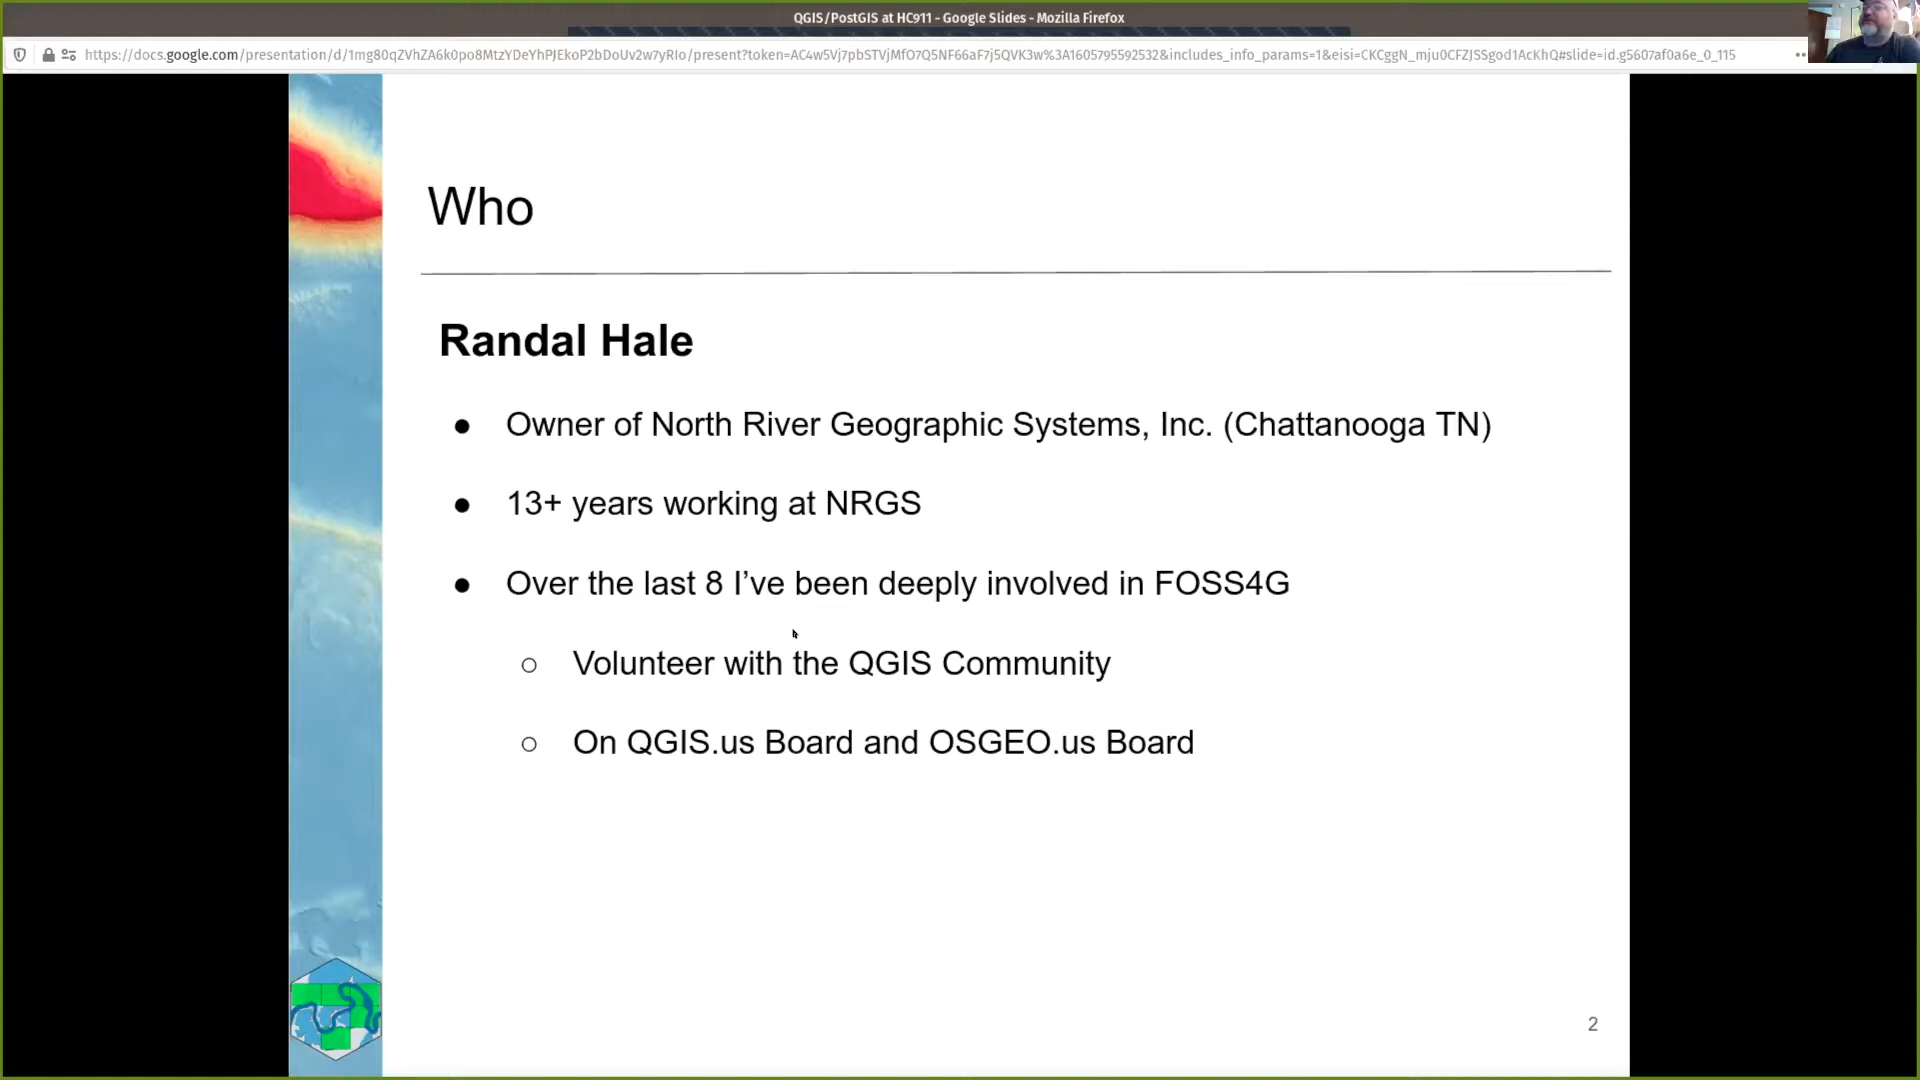 QGIS/PostGIS at HC911 - Google Slides - Mozilla Firefox
https://docs.google.com/presentation/d/1mg80qZVhZA6k0po8MtzYDeYhPJEkoP2bDoUv2w7yRIo/present?token=AC4w5Vj7pbSTVjMfO7Q5NF66aF7j5QVK3w%3A1605795592532&includes_info_params=1&eisi=CKCggN_mju0CFZJSSgod1AcKhQ#slide=id.g5607af0a6e_0_115
Who
Randal Hale
● Owner of North River Geographic Systems, Inc. (Chattanooga TN)
● 13+ years working at NRGS
● Over the last 8 I’ve been deeply involved in FOSS4G
○ Volunteer with the QGIS Community
○ On QGIS.us Board and OSGEO.us Board
2